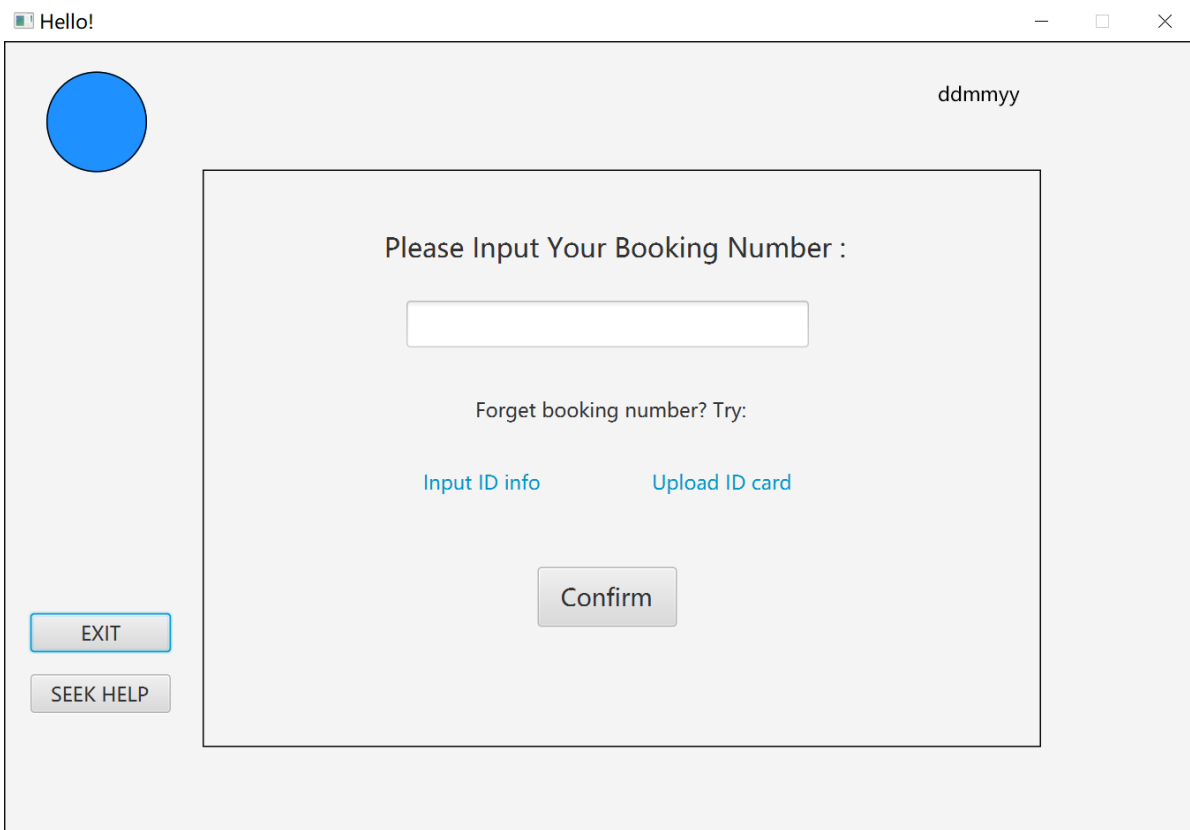 Hello!
ddmmyy
Please Input Your Booking Number :
Forget booking number? Try:
Input ID info
Upload ID card
Confirm
EXIT
SEEK HELP